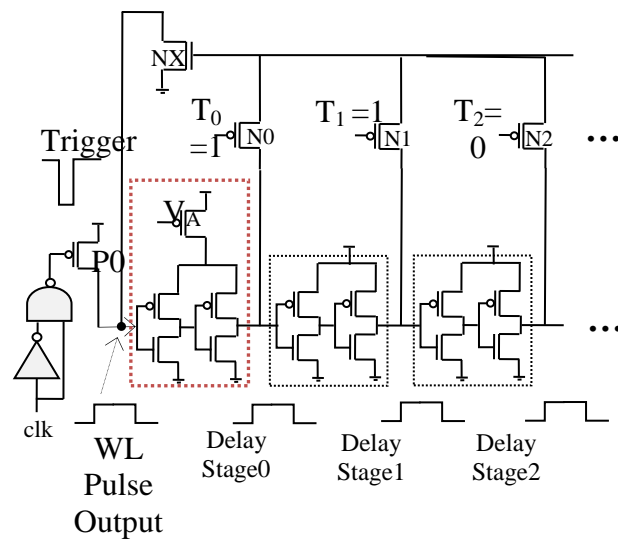 NX
T0
=1
N0
T1 =1
N1
T2=
0
N2
...
Trigger
VA
P0
...
clk
WL
Pulse
Output
Delay
Stage0
Delay
Stage1
Delay
Stage2